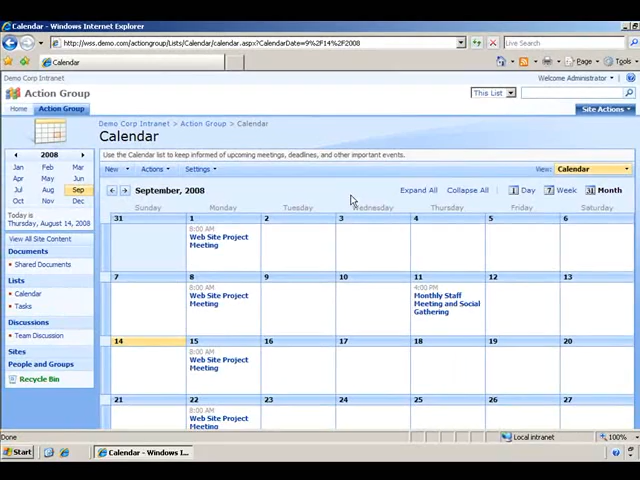 Calendar - Windows Internet Explorer
http://wss.demo.com/actiongroup/Lists/Calendar/calendar.aspx?CalendarDate=9%2F14%2F2008
Live Search
Calendar
Page
Tools
Demo Corp Intranet
Welcome Administrator
Action Group
This List
Home
Action Group
Site Actions
Demo Corp Intranet > Action Group > Calendar
Calendar
2008
Jan Feb Mar
Apr May Jun
Jul Aug Sep
Oct Nov Dec
Today is
Thursday, August 14, 2008
View All Site Content
Documents
Shared Documents
Lists
Calendar
Tasks
Discussions
Team Discussion
Sites
People and Groups
Recycle Bin
Use the Calendar list to keep informed of upcoming meetings, deadlines, and other important events.
New Actions Settings
View: Calendar
September, 2008
Expand All Collapse All
1 Day 7 Week 31 Month
Sunday Monday Tuesday Wednesday Thursday Friday Saturday
31 1 2 3 4 5 6
8:00 AM
Web Site Project
Meeting
7 8 9 10 11 12 13
8:00 AM
Web Site Project
Meeting
4:00 PM
Monthly Staff
Meeting and Social
Gathering
14 15 16 17 18 19 20
8:00 AM
Web Site Project
Meeting
21 22 23 24 25 26 27
8:00 AM
Web Site Project
Meeting
Done
Local intranet
100%
Start
Calendar - Windows I...